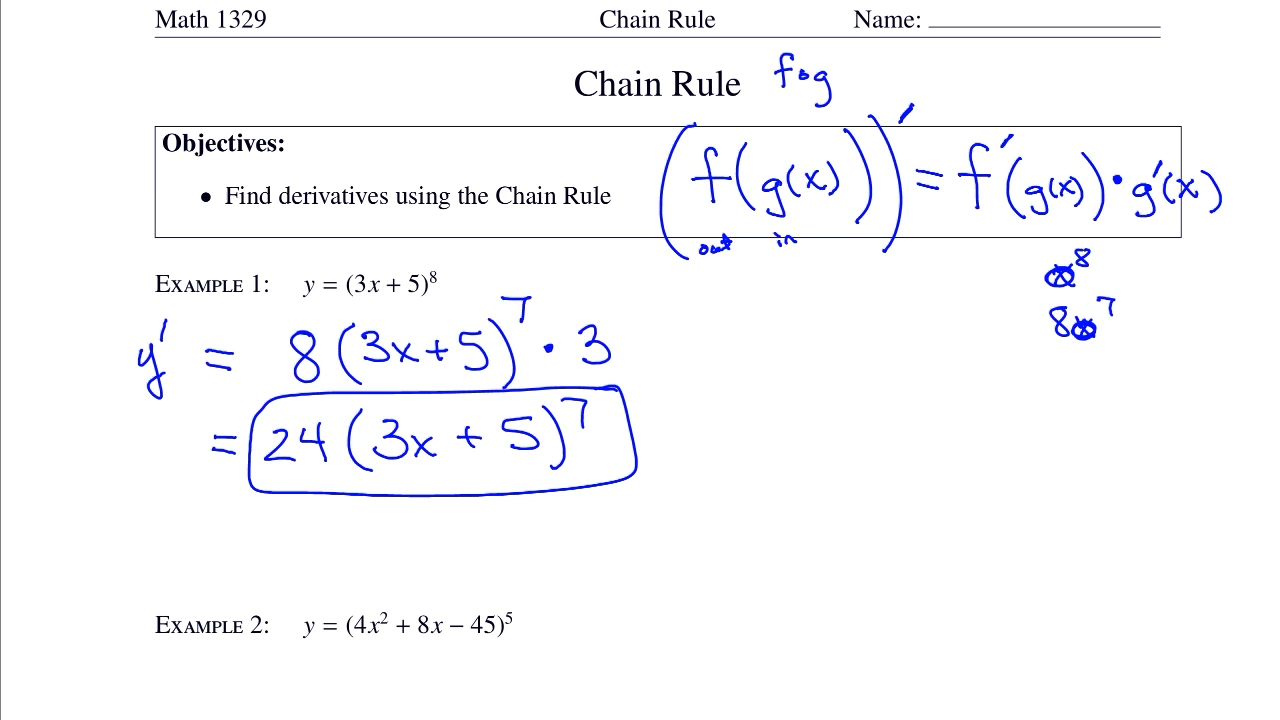 Math 1329 Chain Rule Name:
Chain Rule f∘g
Objectives:
• Find derivatives using the Chain Rule
(f(g(x)))' = f'(g(x)) · g'(x)
out in
EXAMPLE 1: y = (3x + 5)⁸
x⁸
8x⁷
y' = 8(3x+5)⁷ · 3
= 24(3x + 5)⁷
EXAMPLE 2: y = (4x² + 8x − 45)⁵